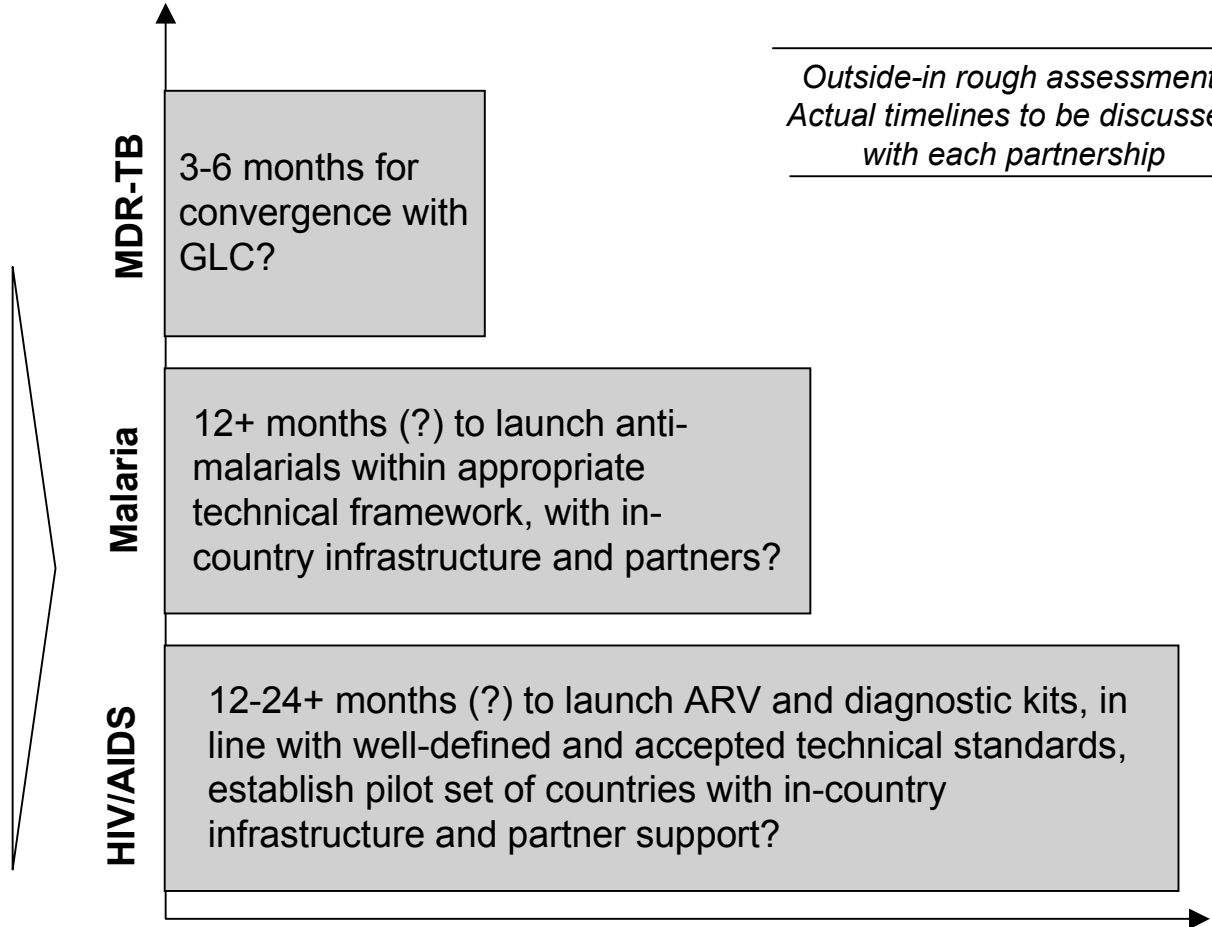 Outside-in rough assessment
Actual timelines to be discusse
with each partnership
MDR-TB
3-6 months for
convergence with
GLC?
Malaria
12+ months (?) to launch anti-
malarials within appropriate
technical framework, with in-
country infrastructure and partners?
HIV/AIDS
12-24+ months (?) to launch ARV and diagnostic kits, in
line with well-defined and accepted technical standards,
establish pilot set of countries with in-country
infrastructure and partner support?